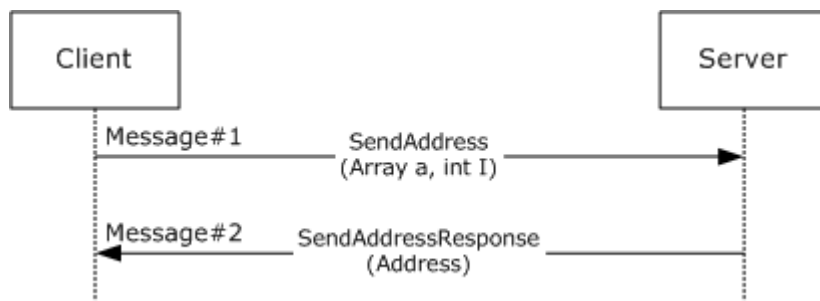 Client
Server
Message#1
SendAddress
(Array a, int I)
Message#2
SendAddressResponse
(Address)